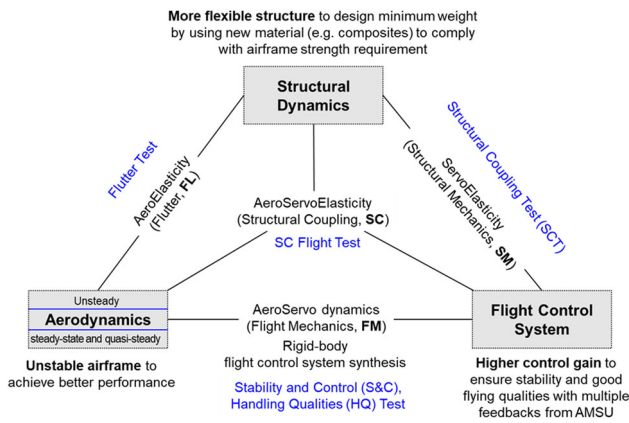 More flexible structure to design minimum weight
by using new material (e.g. composites) to comply
with airframe strength requirement
Structural
Dynamics
Flutter Test
AeroElasticity
(Flutter, FL)
Structural Coupling Test (SCT)
ServoElasticity
(Structural Mechanics, SM)
AeroServoElasticity
(Structural Coupling, SC)
SC Flight Test
Unsteady
Aerodynamics
steady-state and quasi-steady
Unstable airframe to
achieve better performance
AeroServo dynamics
(Flight Mechanics, FM)
Rigid-body
flight control system synthesis
Stability and Control (S&C),
Handling Qualities (HQ) Test
Flight Control
System
Higher control gain to
ensure stability and good
flying qualities with multiple
feedbacks from AMSU